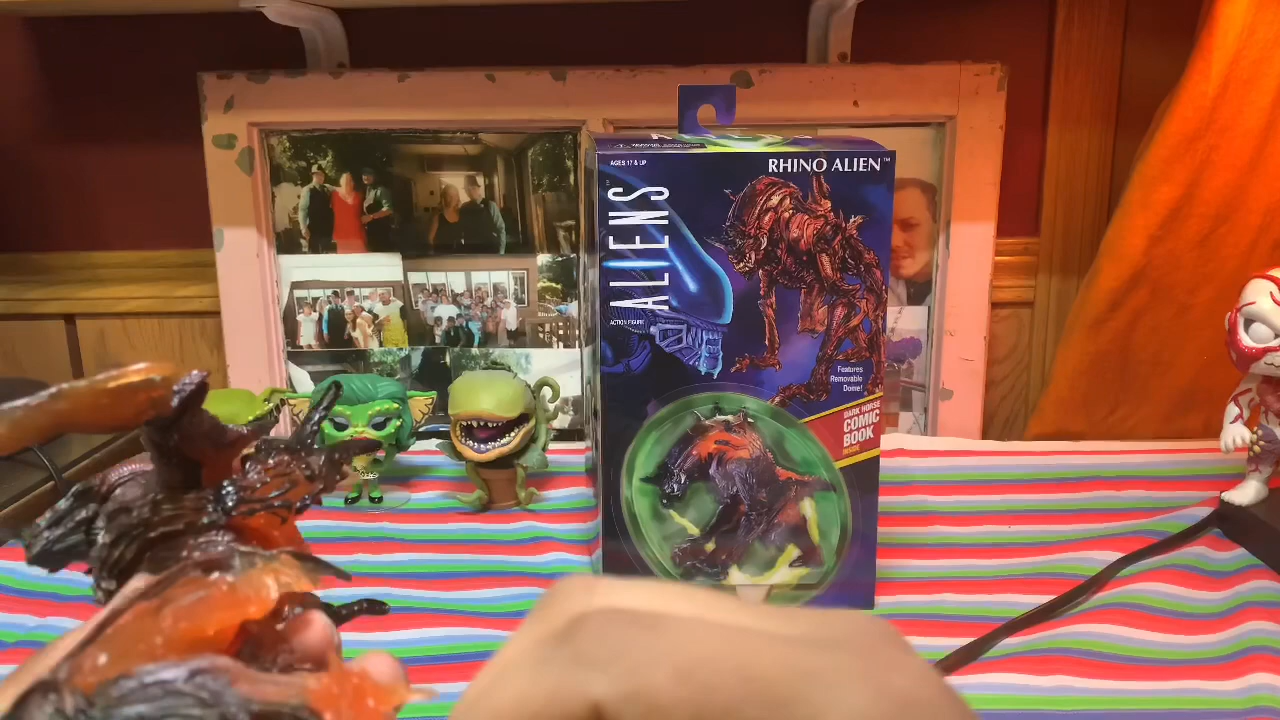 AGES 17 & UP
RHINO ALIEN™
ALIENS
ACTION FIGURE
Features
Removable
Dome!
DARK HORSE
COMIC
BOOK
INSIDE